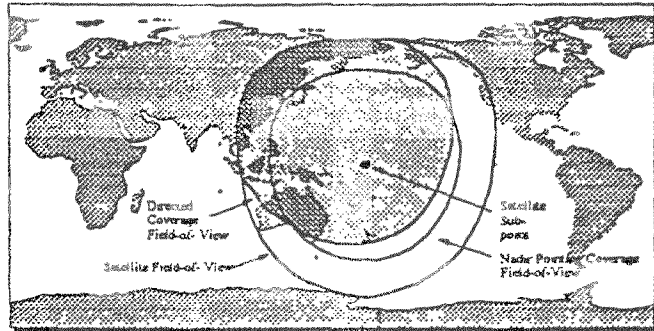 Directed
Coverage
Field-of-View
Satellite Field-of-View
Satellite
Sub-
point
Nadir Pointing Coverage
Field-of-View